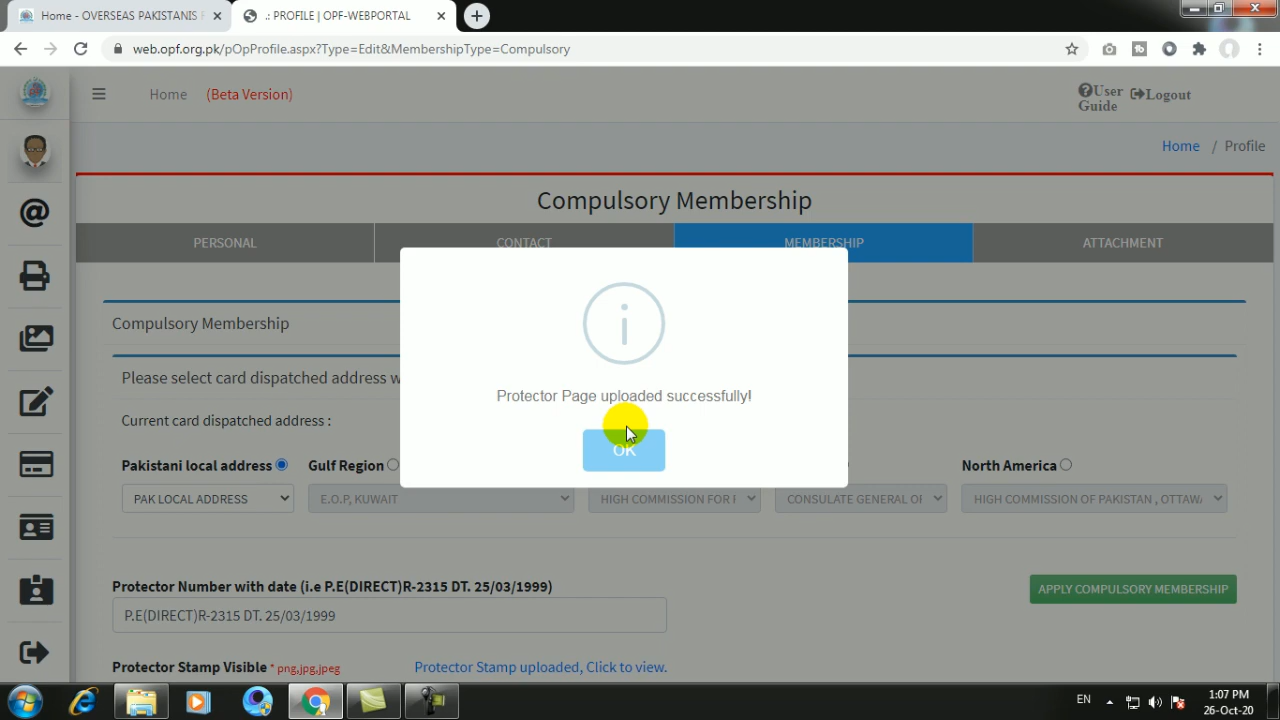 Home - OVERSEAS PAKISTANIS F
.: PROFILE | OPF-WEBPORTAL
web.opf.org.pk/pOpProfile.aspx?Type=Edit&MembershipType=Compulsory
Home (Beta Version)
User Guide
Logout
Home / Profile
Compulsory Membership
PERSONAL CONTACT MEMBERSHIP ATTACHMENT
Compulsory Membership
Please select card dispatched address w
Protector Page uploaded successfully!
Current card dispatched address :
OK
Pakistani local address Gulf Region North America
PAK LOCAL ADDRESS E.O.P, KUWAIT HIGH COMMISSION FOR CONSULATE GENERAL OF HIGH COMMISSION OF PAKISTAN , OTTAWA
Protector Number with date (i.e P.E(DIRECT)R-2315 DT. 25/03/1999)
APPLY COMPULSORY MEMBERSHIP
P.E(DIRECT)R-2315 DT. 25/03/1999
Protector Stamp Visible * png,jpg,jpeg Protector Stamp uploaded, Click to view.
EN
1:07 PM
26-Oct-20